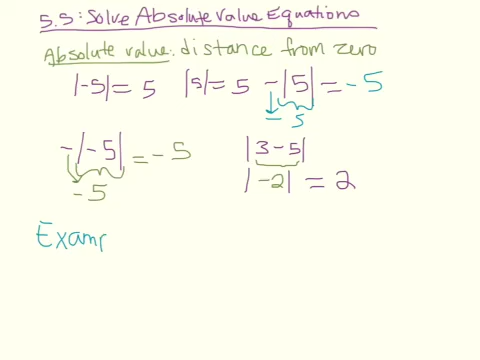 5.5: Solve Absolute Value Equations
Absolute value: distance from zero
|-5| = 5 |5| = 5 -|5| = -5
- 5
-|-5| = -5 |3-5|
-5 |-2| = 2
Examp